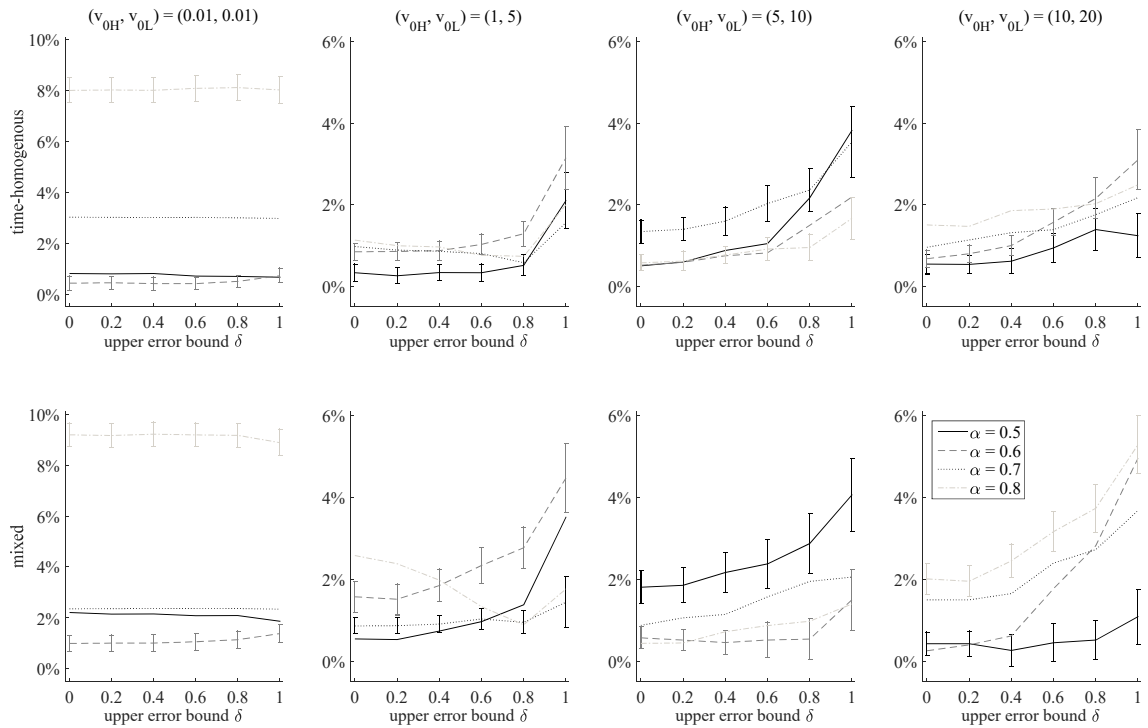 (v0H, v0L) = (0.01, 0.01)
(v0H, v0L) = (1, 5)
(v0H, v0L) = (5, 10)
(v0H, v0L) = (10, 20)
time-homogenous
10%
8%
6%
4%
2%
0%
0 0.2 0.4 0.6 0.8 1
upper error bound δ
6%
4%
2%
0%
0 0.2 0.4 0.6 0.8 1
upper error bound δ
6%
4%
2%
0%
0 0.2 0.4 0.6 0.8 1
upper error bound δ
6%
4%
2%
0%
0 0.2 0.4 0.6 0.8 1
upper error bound δ
mixed
10%
8%
6%
4%
2%
0%
0 0.2 0.4 0.6 0.8 1
upper error bound δ
6%
4%
2%
0%
0 0.2 0.4 0.6 0.8 1
upper error bound δ
6%
4%
2%
0%
0 0.2 0.4 0.6 0.8 1
upper error bound δ
6%
4%
2%
0%
α = 0.5
α = 0.6
α = 0.7
α = 0.8
0 0.2 0.4 0.6 0.8 1
upper error bound δ